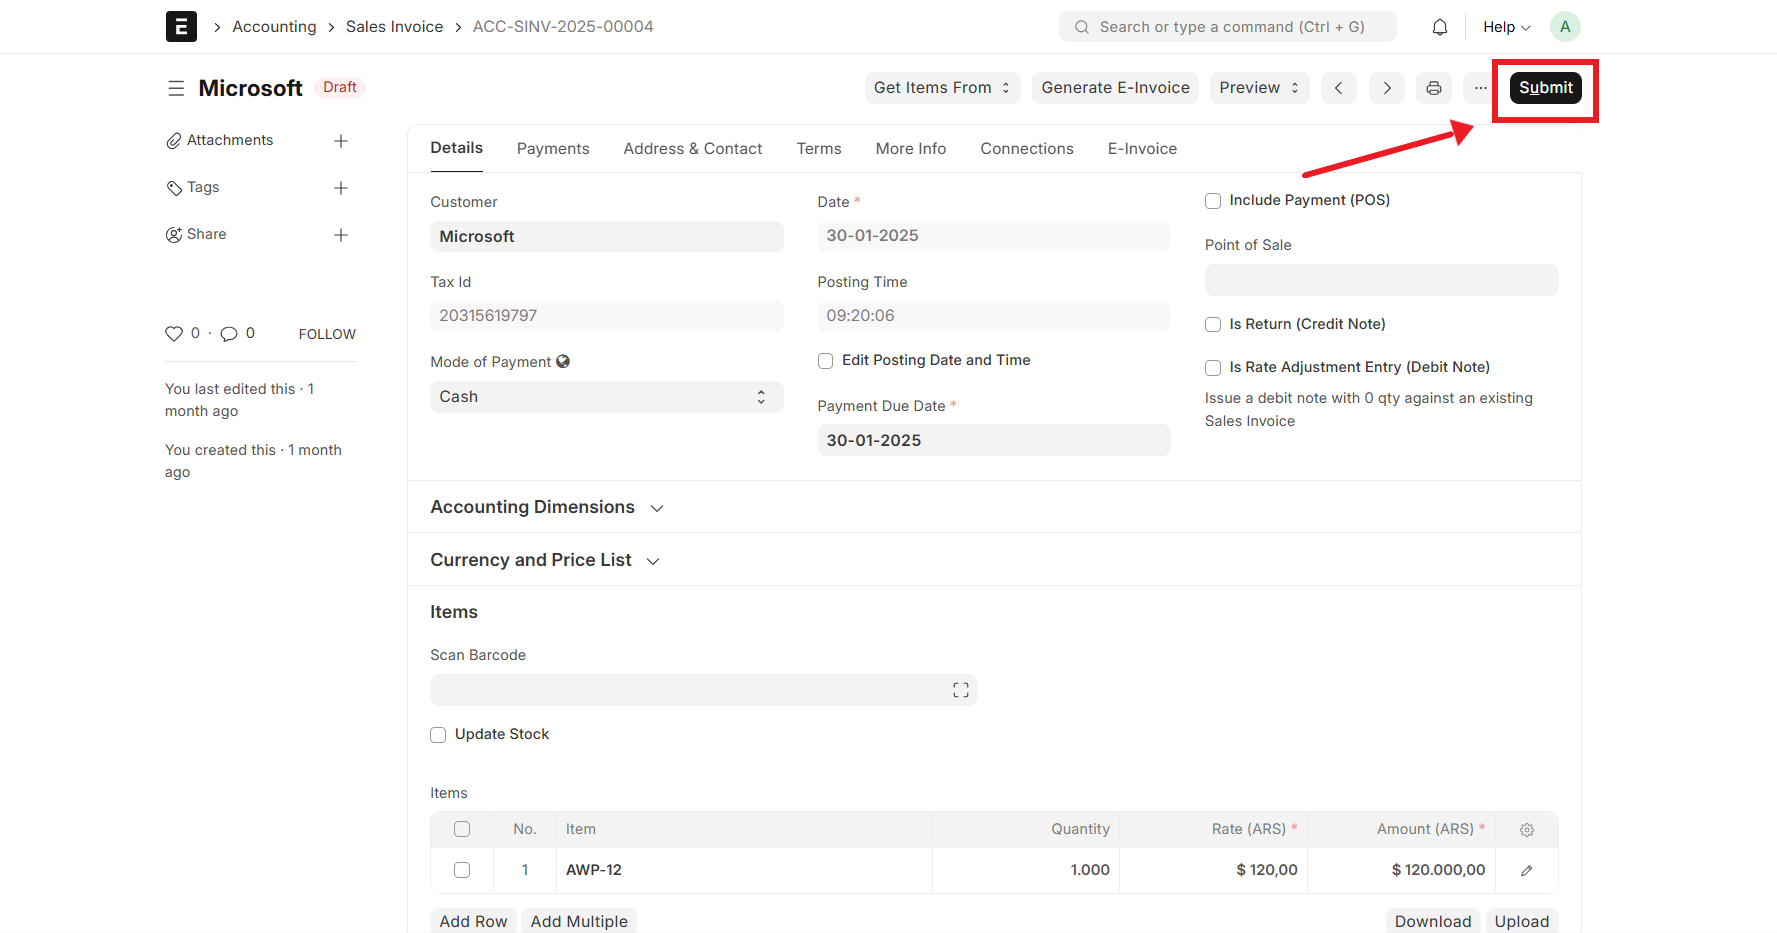 E Accounting Sales Invoice ACC-SINV-2025-00004 Search or type a command (Ctrl + G) Help A
Microsoft Draft Get Items From Generate E-Invoice Preview ... Submit
Attachments
Tags
Share
0 · 0 FOLLOW
You last edited this · 1
month ago
You created this · 1 month
ago
Details Payments Address & Contact Terms More Info Connections E-Invoice
Customer
Microsoft
Tax Id
20315619797
Mode of Payment
Cash
Date *
30-01-2025
Posting Time
09:20:06
Edit Posting Date and Time
Payment Due Date *
30-01-2025
Include Payment (POS)
Point of Sale
Is Return (Credit Note)
Is Rate Adjustment Entry (Debit Note)
Issue a debit note with 0 qty against an existing
Sales Invoice
Accounting Dimensions
Currency and Price List
Items
Scan Barcode
Update Stock
Items
No. Item Quantity Rate (ARS) * Amount (ARS) *
1 AWP-12 1.000 $ 120,00 $ 120.000,00
Add Row Add Multiple Download Upload